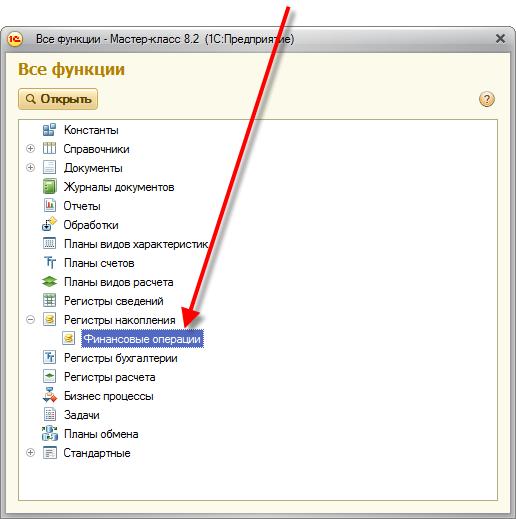 Все функции - Мастер-класс 8.2 (1С:Предприятие)
Все функции
Открыть
Константы
Справочники
Документы
Журналы документов
Отчеты
Обработки
Планы видов характеристик
Планы счетов
Планы видов расчета
Регистры сведений
Регистры накопления
Финансовые операции
Регистры бухгалтерии
Регистры расчета
Бизнес процессы
Задачи
Планы обмена
Стандартные